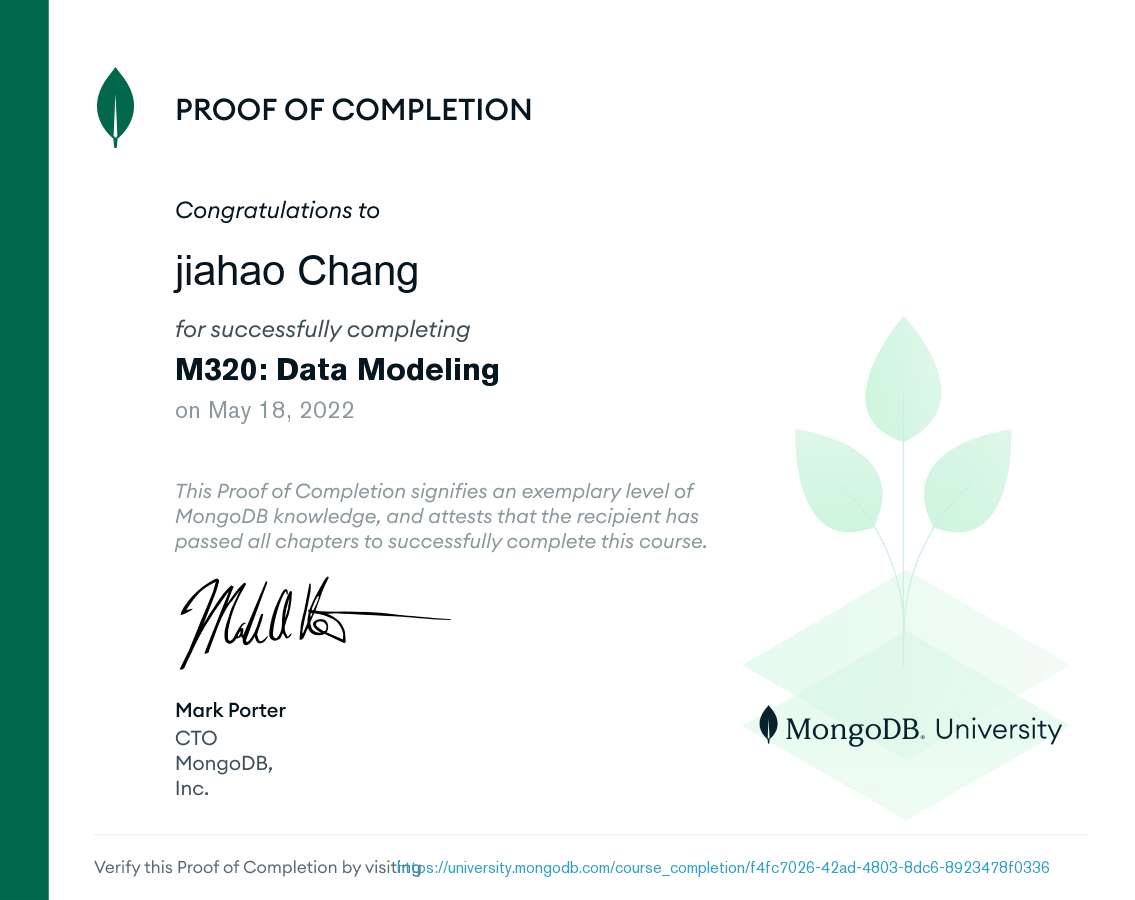 PROOF OF COMPLETION
Congratulations to
jiahao Chang
for successfully completing
M320: Data Modeling
on May 18, 2022
This Proof of Completion signifies an exemplary level of
MongoDB knowledge, and attests that the recipient has
passed all chapters to successfully complete this course.
Mark Porter
CTO
MongoDB,
Inc.
MongoDB. University
Verify this Proof of Completion by visiting https://university.mongodb.com/course_completion/f4fc7026-42ad-4803-8dc6-8923478f0336